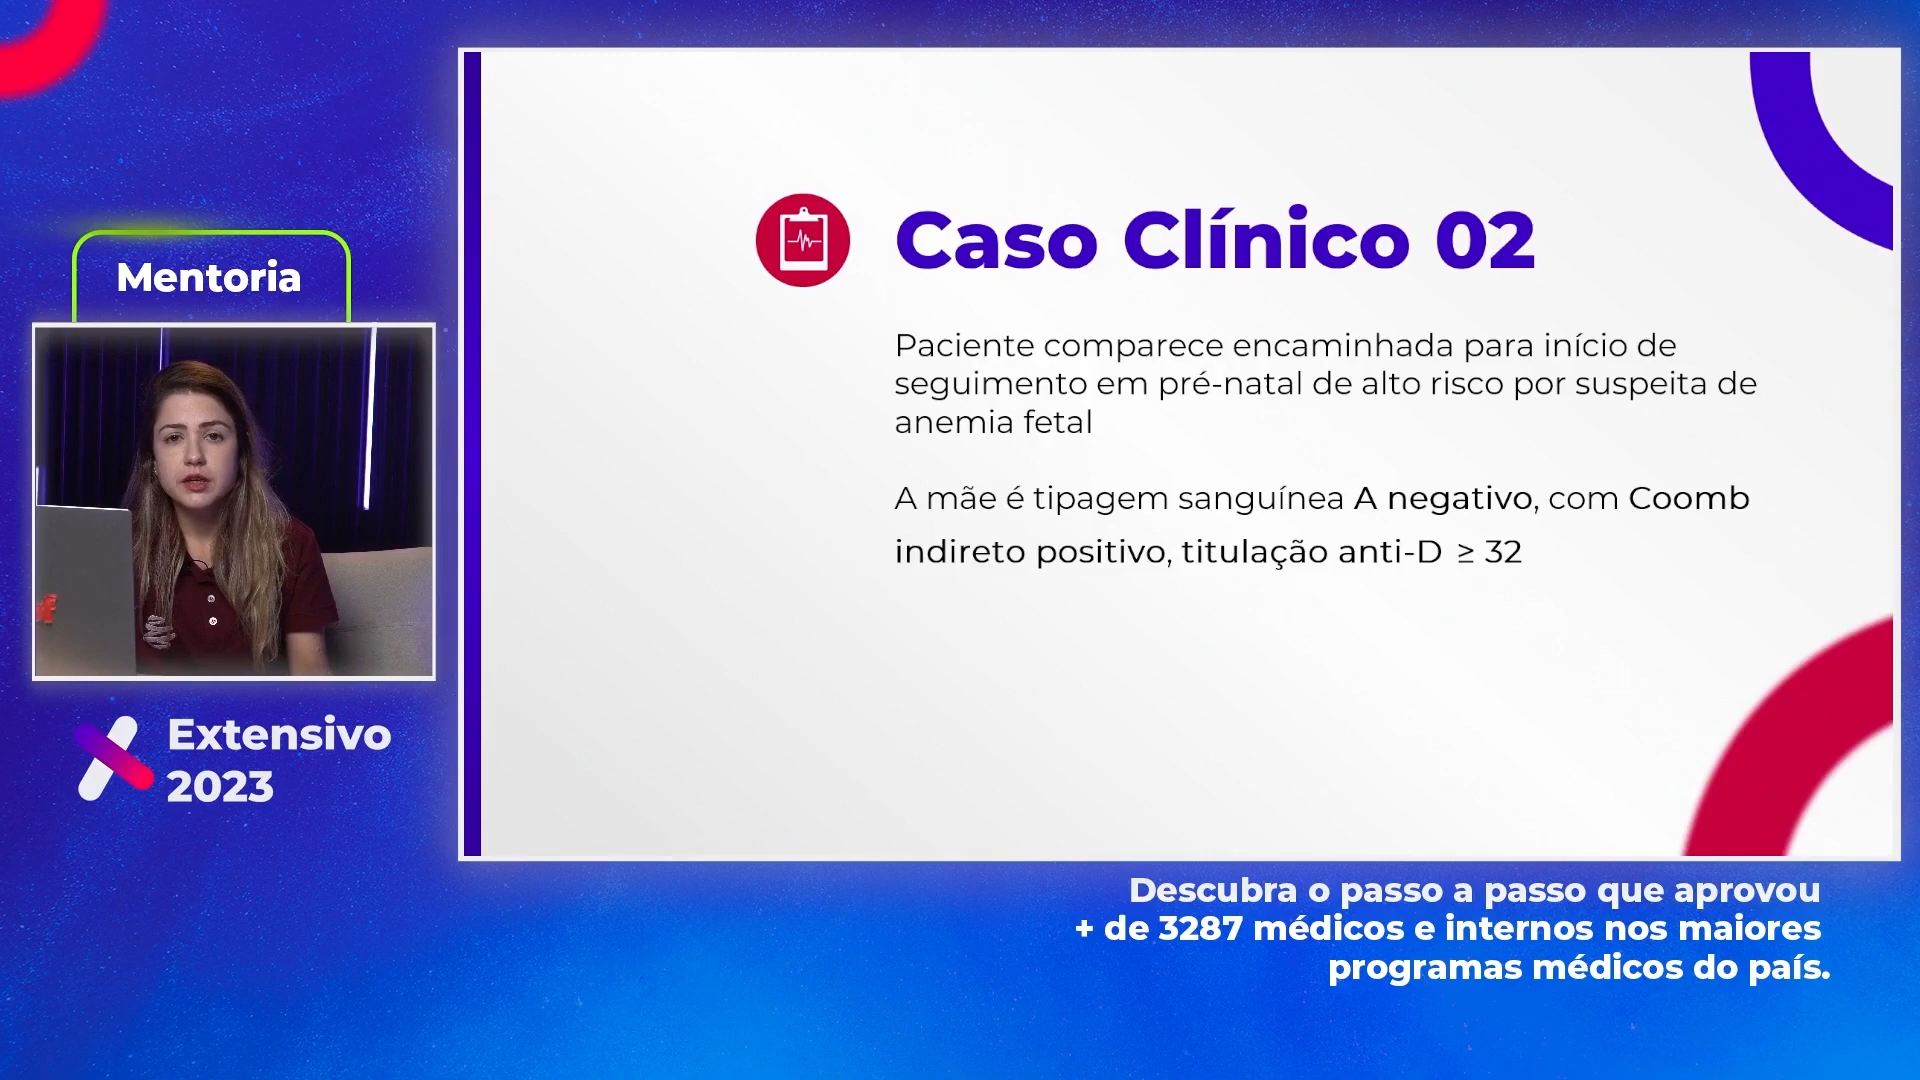 Mentoria
Extensivo
2023
Caso Clínico 02
Paciente comparece encaminhada para início de
seguimento em pré-natal de alto risco por suspeita de
anemia fetal
A mãe é tipagem sanguínea A negativo, com Coomb
indireto positivo, titulação anti-D ≥ 32
Descubra o passo a passo que aprovou
+ de 3287 médicos e internos nos maiores
programas médicos do país.